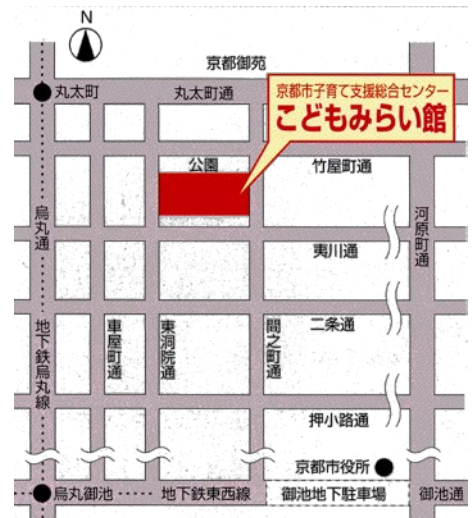 N
京都御苑
丸太町
丸太町通
京都市子育て支援総合センター
こどもみらい館
公園
竹屋町通
烏丸通
河原町通
夷川通
地下鉄烏丸線
車屋町通
東洞院通
間之町通
二条通
押小路通
京都市役所
烏丸御池
地下鉄東西線
御池地下駐車場
御池通